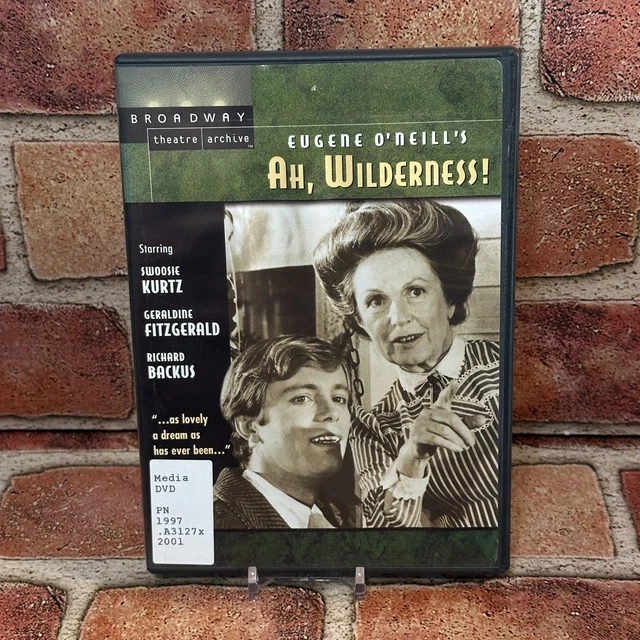 BROADWAY
theatre archive™
EUGENE O'NEILL'S
AH, WILDERNESS!
Starring
SWOOSIE
KURTZ
GERALDINE
FITZGERALD
RICHARD
BACKUS
"...as lovely
a dream as
has ever been..."
Media
DVD
PN
1997
.A3127x
2001